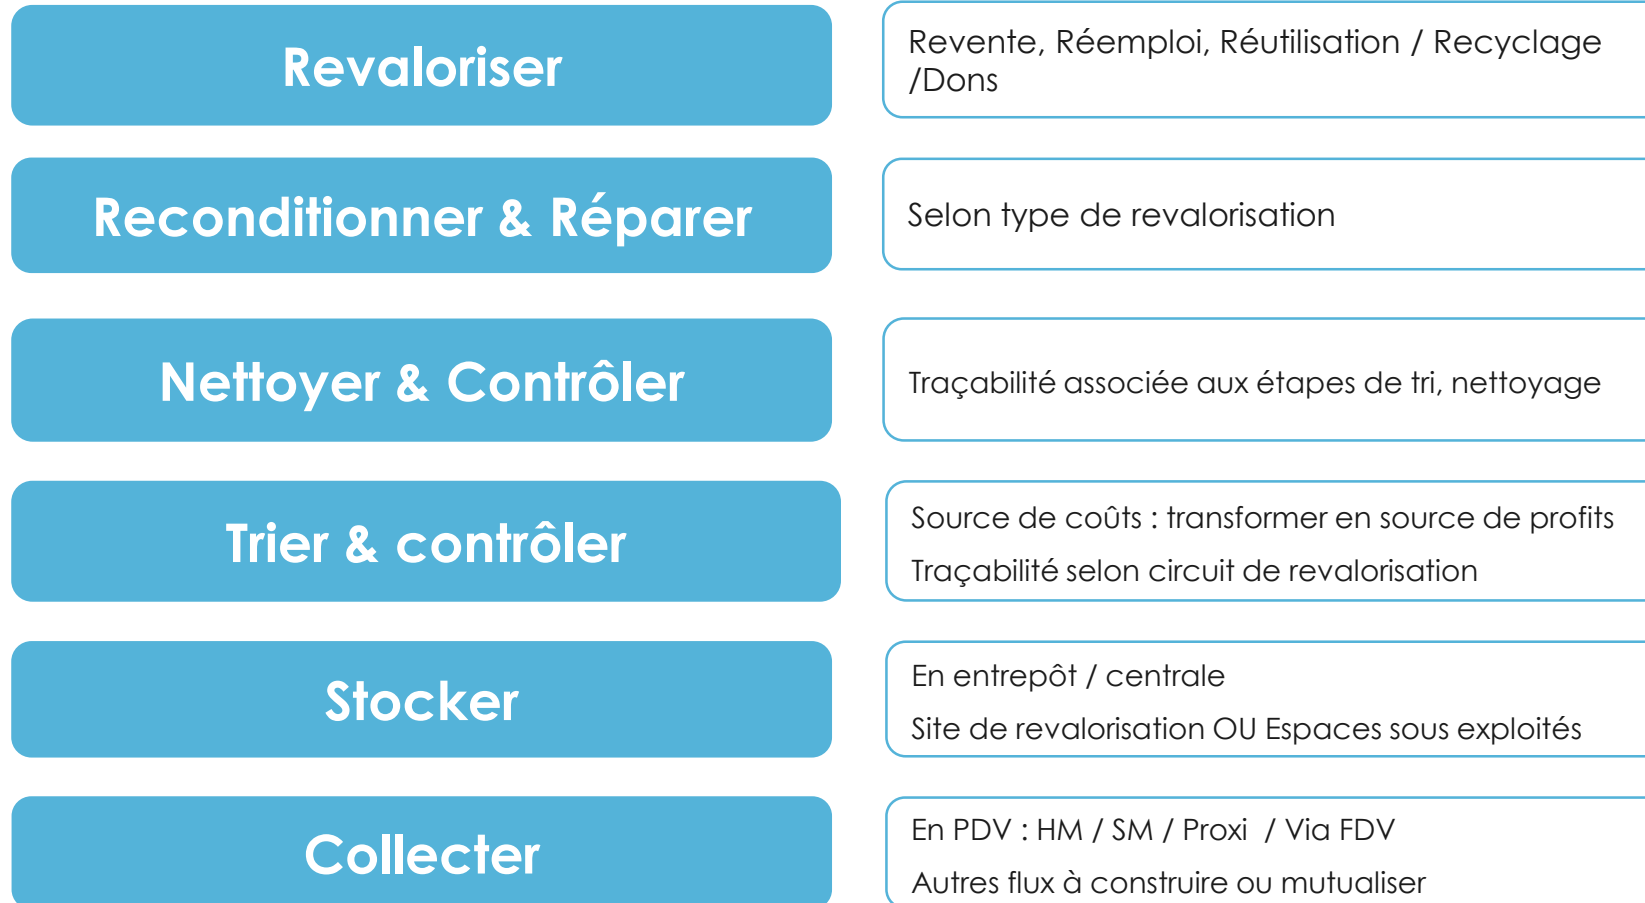 Revaloriser
Revente, Réemploi, Réutilisation / Recyclage
/Dons
Reconditionner & Réparer
Selon type de revalorisation
Nettoyer & Contrôler
Traçabilité associée aux étapes de tri, nettoyage
Trier & contrôler
Source de coûts : transformer en source de profits
Traçabilité selon circuit de revalorisation
Stocker
En entrepôt / centrale
Site de revalorisation OU Espaces sous exploités
Collecter
En PDV : HM / SM / Proxi / Via FDV
Autres flux à construire ou mutualiser